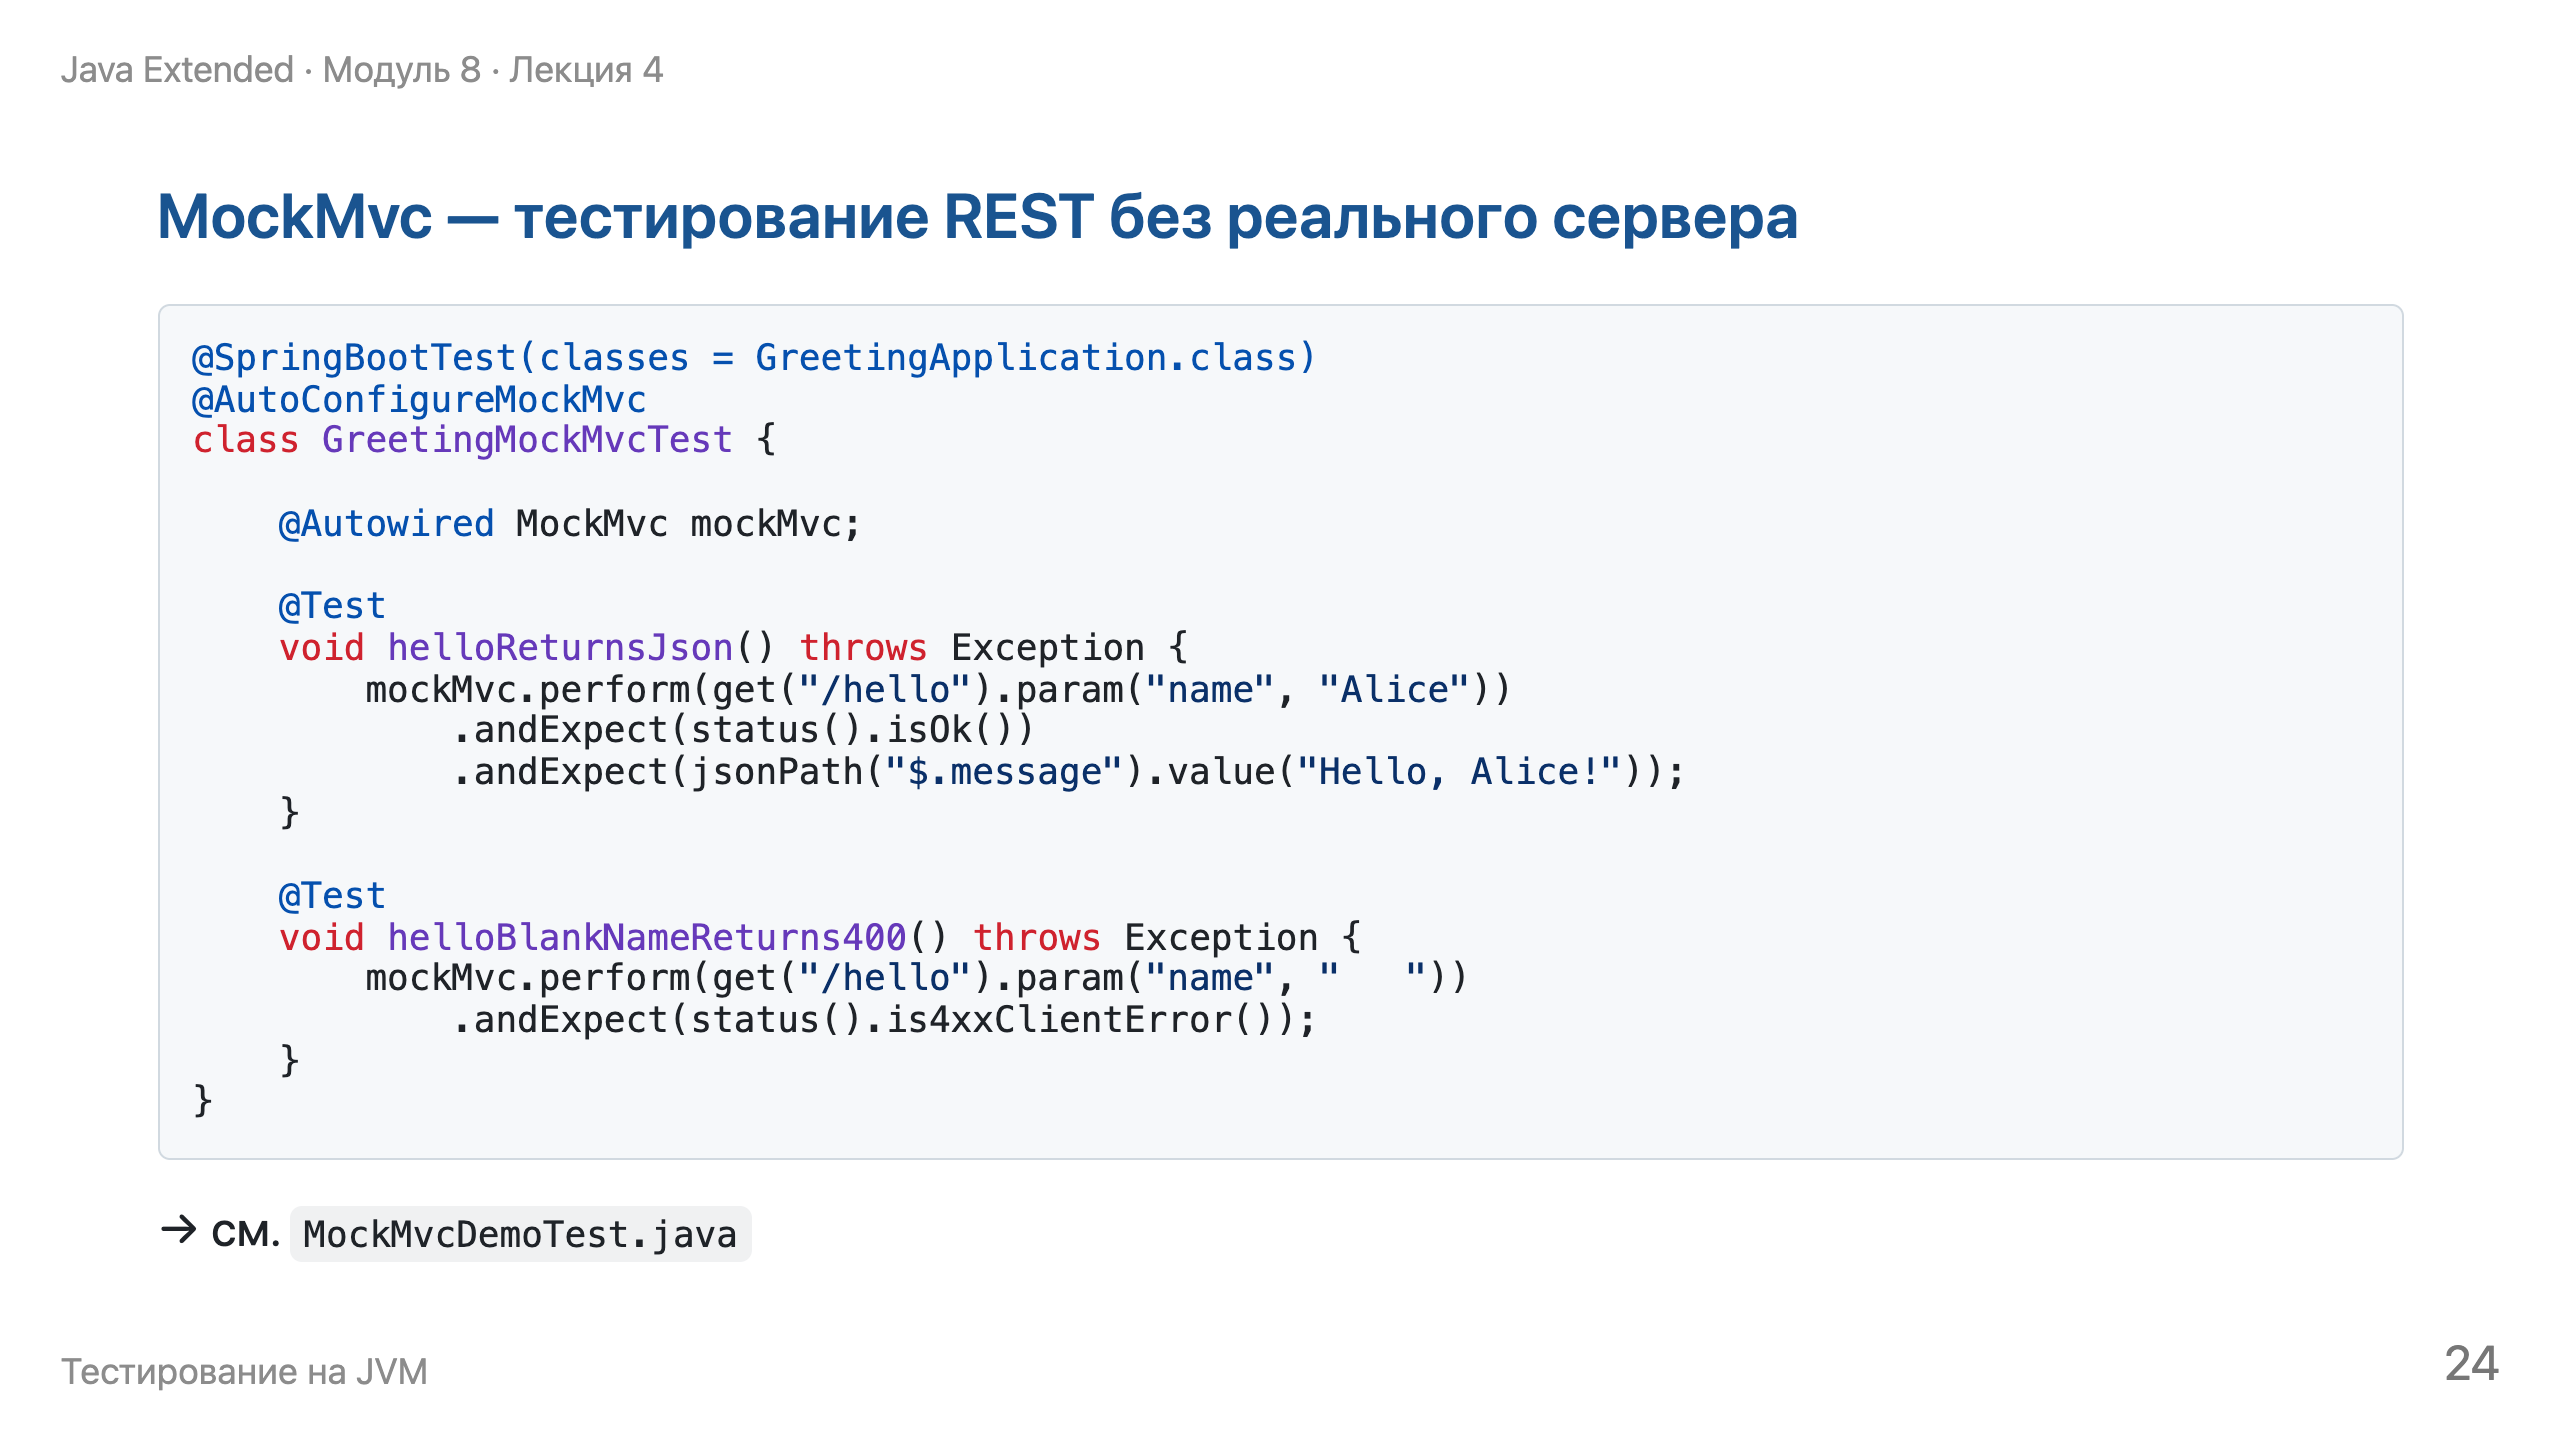 Java Extended · Модуль 8 · Лекция 4
MockMvc — тестирование REST без реального сервера
@SpringBootTest(classes = GreetingApplication.class)
@AutoConfigureMockMvc
class GreetingMockMvcTest {
    @Autowired MockMvc mockMvc;
    @Test
    void helloReturnsJson() throws Exception {
        mockMvc.perform(get("/hello").param("name", "Alice"))
            .andExpect(status().isOk())
            .andExpect(jsonPath("$.message").value("Hello, Alice!"));
    }
    @Test
    void helloBlankNameReturns400() throws Exception {
        mockMvc.perform(get("/hello").param("name", "   "))
            .andExpect(status().is4xxClientError());
    }
}
→ см. MockMvcDemoTest.java
Тестирование на JVM
24